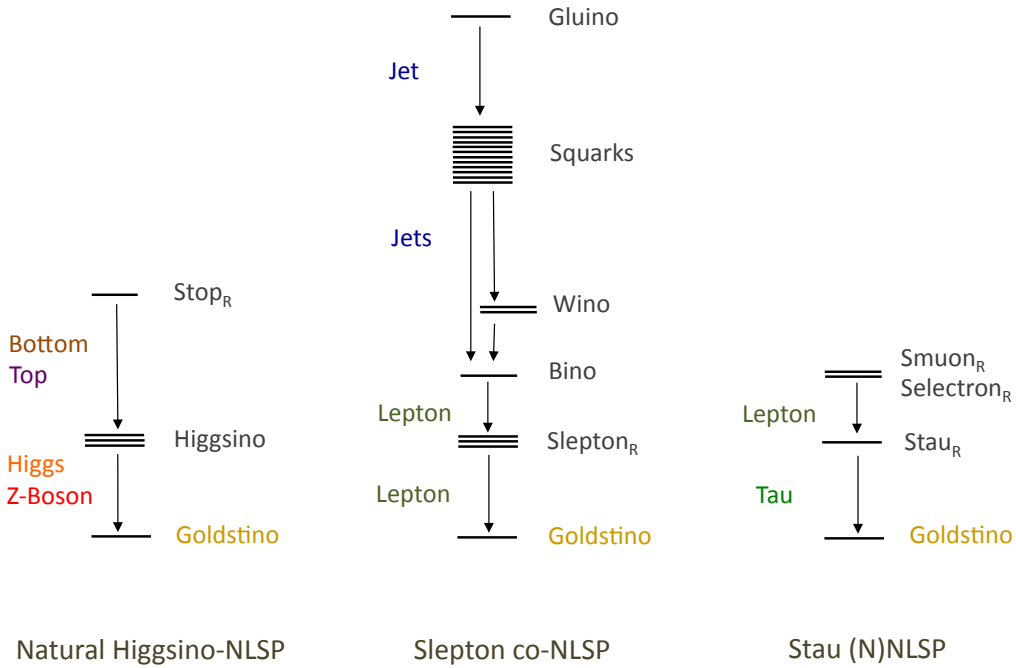 Gluino
Jet
Squarks
Jets
Stop_R
Wino
Bottom
Top
Bino
Smuon_R
Selectron_R
Lepton
Lepton
Higgsino
Slepton_R
Stau_R
Higgs
Z-Boson
Lepton
Tau
Goldstino
Goldstino
Goldstino
Natural Higgsino-NLSP
Slepton co-NLSP
Stau (N)NLSP